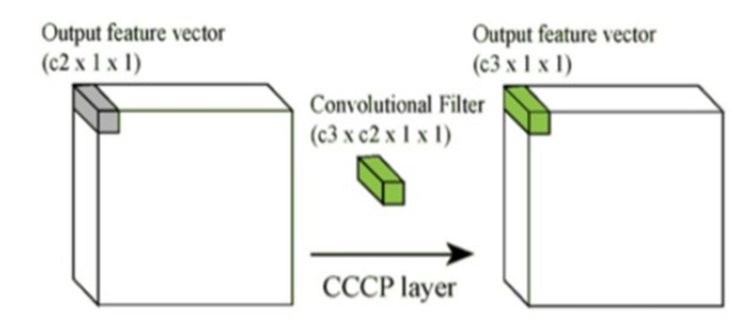 Output feature vector
(c2 x 1 x 1)
Convolutional Filter
(c3 x c2 x 1 x 1)
CCCP layer
Output feature vector
(c3 x 1 x 1)